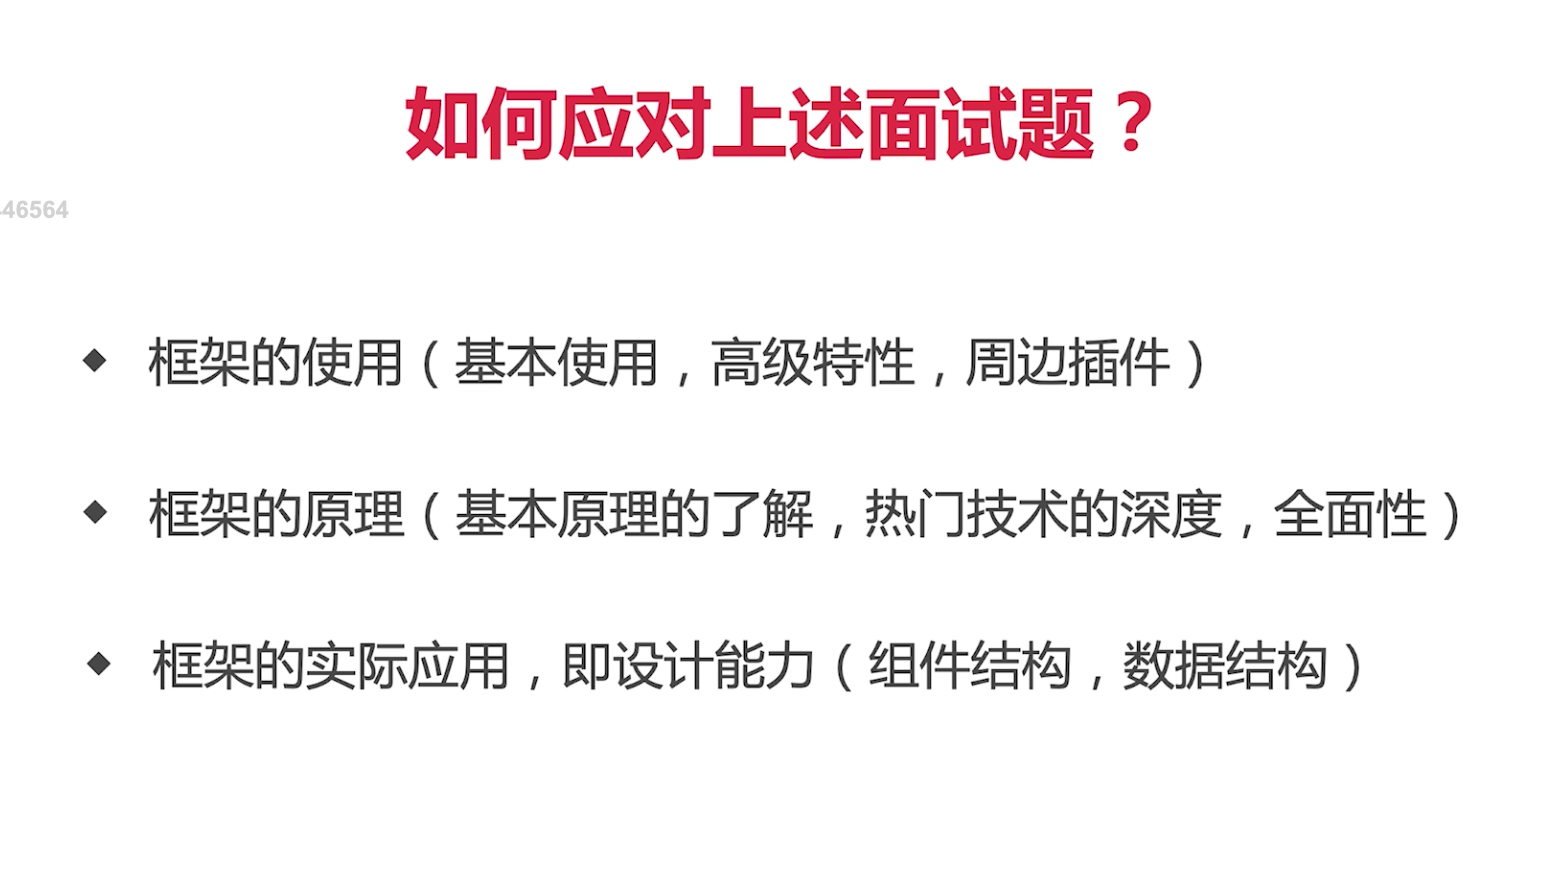 如何应对上述面试题？
46564
框架的使用（基本使用，高级特性，周边插件）
框架的原理（基本原理的了解，热门技术的深度，全面性）
框架的实际应用，即设计能力（组件结构，数据结构）